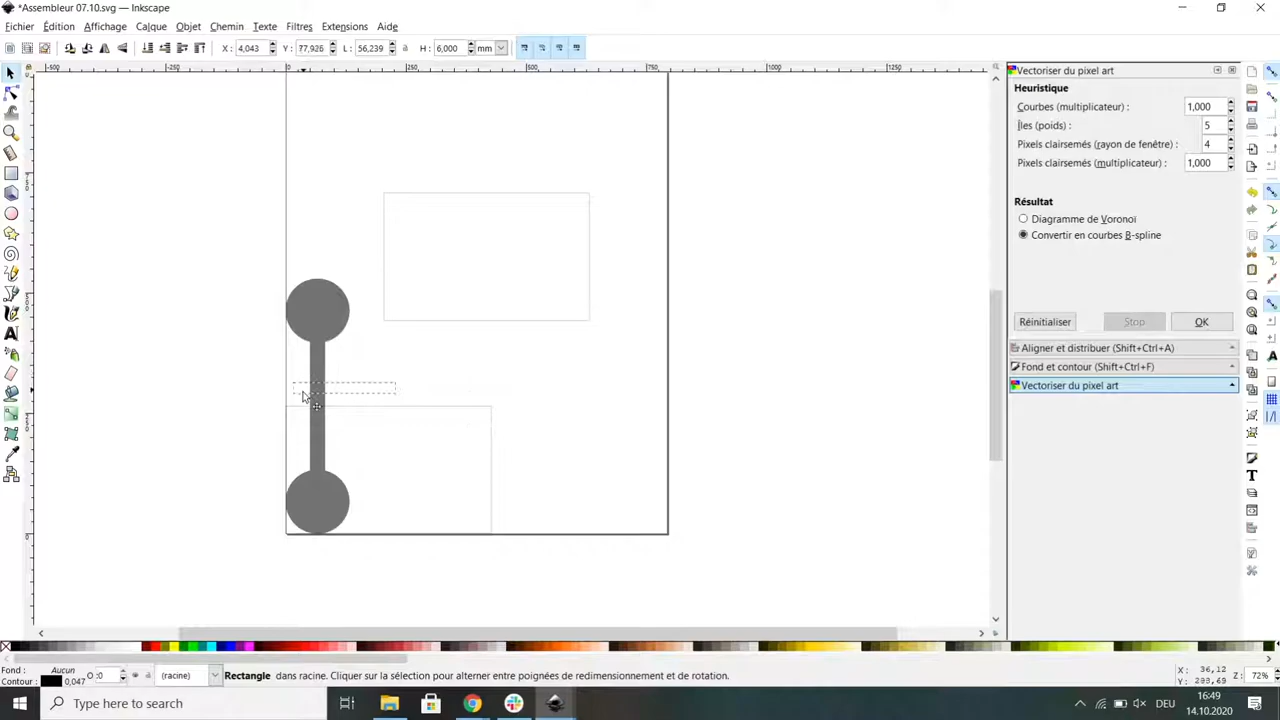 *Assembleur 07.10.svg - Inkscape
Fichier Édition Affichage Calque Objet Chemin Texte Filtres Extensions Aide
X : 4,043 Y : 77,926 L : 56,239 H : 6,000 mm
-500 -250 0 250 500 750 1000 1250
Vectoriser du pixel art
Heuristique
Courbes (multiplicateur) : 1,000
Îles (poids) : 5
Pixels clairsemés (rayon de fenêtre) : 4
Pixels clairsemés (multiplicateur) : 1,000
Résultat
Diagramme de Voronoï
Convertir en courbes B-spline
Réinitialiser Stop OK
Aligner et distribuer (Shift+Ctrl+A)
Fond et contour (Shift+Ctrl+F)
Vectoriser du pixel art
Fond : Aucun
Contour : 0,047
O: 0
(racine)
Rectangle dans racine. Cliquer sur la sélection pour alterner entre poignées de redimensionnement et de rotation.
X : 36,12
Y : 203,69
Z : 72%
Type here to search
DEU
16:49
14.10.2020